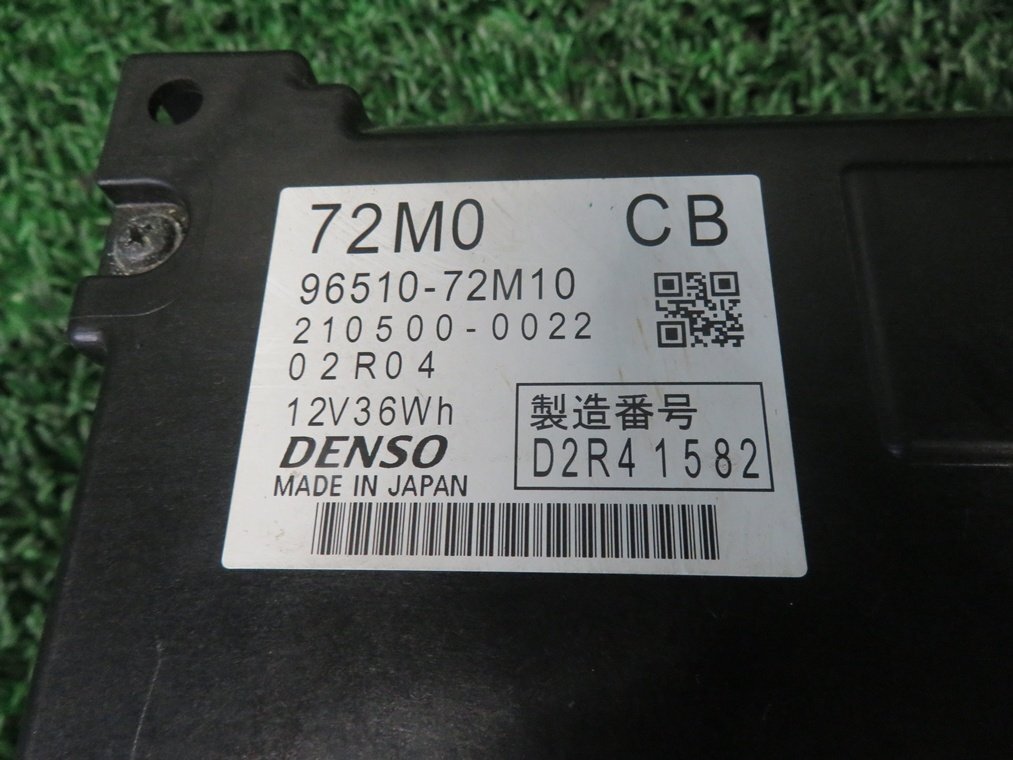 72M0 CB
96510-72M10
210500-0022
02R04
12V36Wh
DENSO
MADE IN JAPAN
製造番号
D2R41582